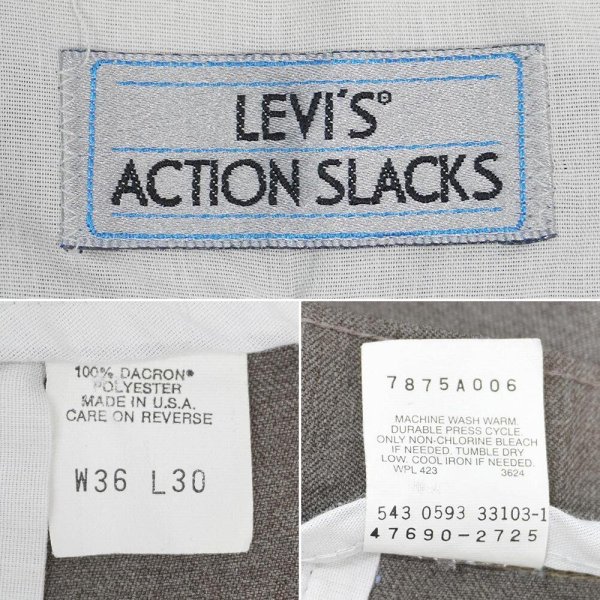 LEVI'S®
ACTION SLACKS
100% DACRON®
POLYESTER
MADE IN U.S.A.
CARE ON REVERSE
W36 L30
7875A006
MACHINE WASH WARM.
DURABLE PRESS CYCLE.
ONLY NON-CHLORINE BLEACH
IF NEEDED. TUMBLE DRY
LOW. COOL IRON IF NEEDED.
WPL 423 3624
543 0593 33103-1
47690-2725